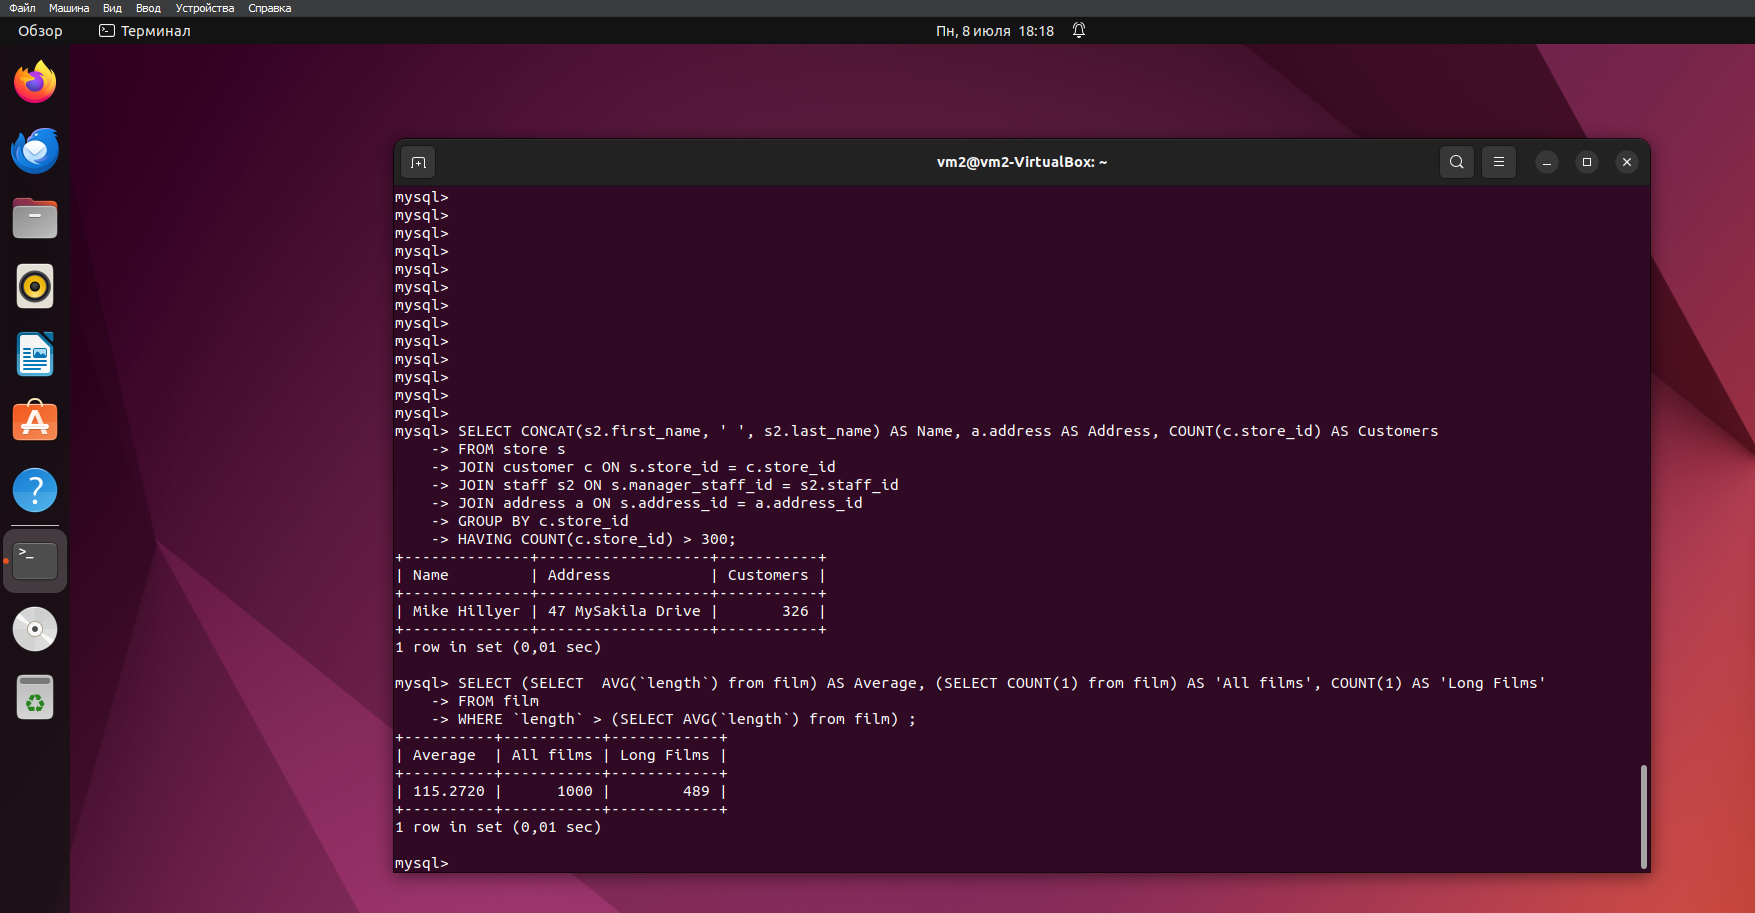 Файл Машина Вид Ввод Устройства Справка
Обзор Терминал Пн, 8 июля 18:18
vm2@vm2-VirtualBox: ~
mysql>
mysql>
mysql>
mysql>
mysql>
mysql>
mysql>
mysql>
mysql>
mysql>
mysql>
mysql>
mysql>
mysql> SELECT CONCAT(s2.first_name, ' ', s2.last_name) AS Name, a.address AS Address, COUNT(c.store_id) AS Customers
    -> FROM store s
    -> JOIN customer c ON s.store_id = c.store_id
    -> JOIN staff s2 ON s.manager_staff_id = s2.staff_id
    -> JOIN address a ON s.address_id = a.address_id
    -> GROUP BY c.store_id
    -> HAVING COUNT(c.store_id) > 300;
+--------------+-------------------+-----------+
| Name         | Address           | Customers |
+--------------+-------------------+-----------+
| Mike Hillyer | 47 MySakila Drive |       326 |
+--------------+-------------------+-----------+
1 row in set (0,01 sec)
mysql> SELECT (SELECT  AVG(`length`) from film) AS Average, (SELECT COUNT(1) from film) AS 'All films', COUNT(1) AS 'Long Films'
    -> FROM film
    -> WHERE `length` > (SELECT AVG(`length`) from film) ;
+----------+-----------+------------+
| Average  | All films | Long Films |
+----------+-----------+------------+
| 115.2720 |      1000 |        489 |
+----------+-----------+------------+
1 row in set (0,01 sec)
mysql>